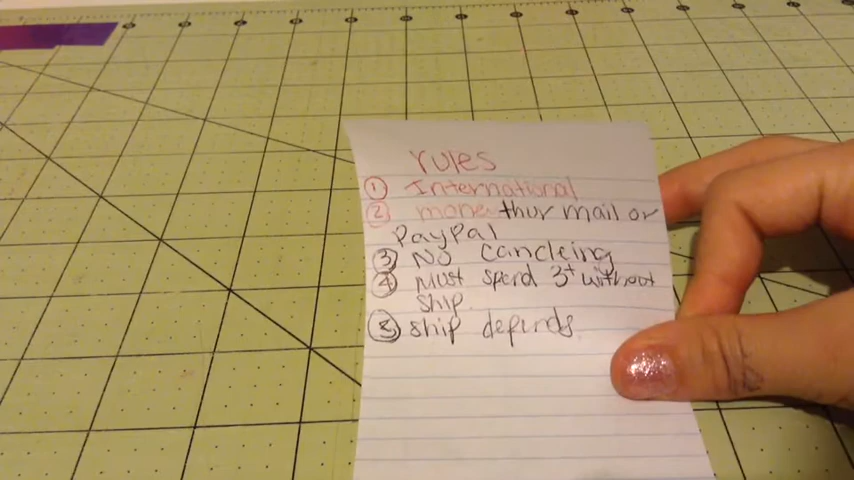 rules
① International
② mone thur mail or
PayPal
③ No cancleing
④ Must spend 3+ without
ship
⑤ ship depends